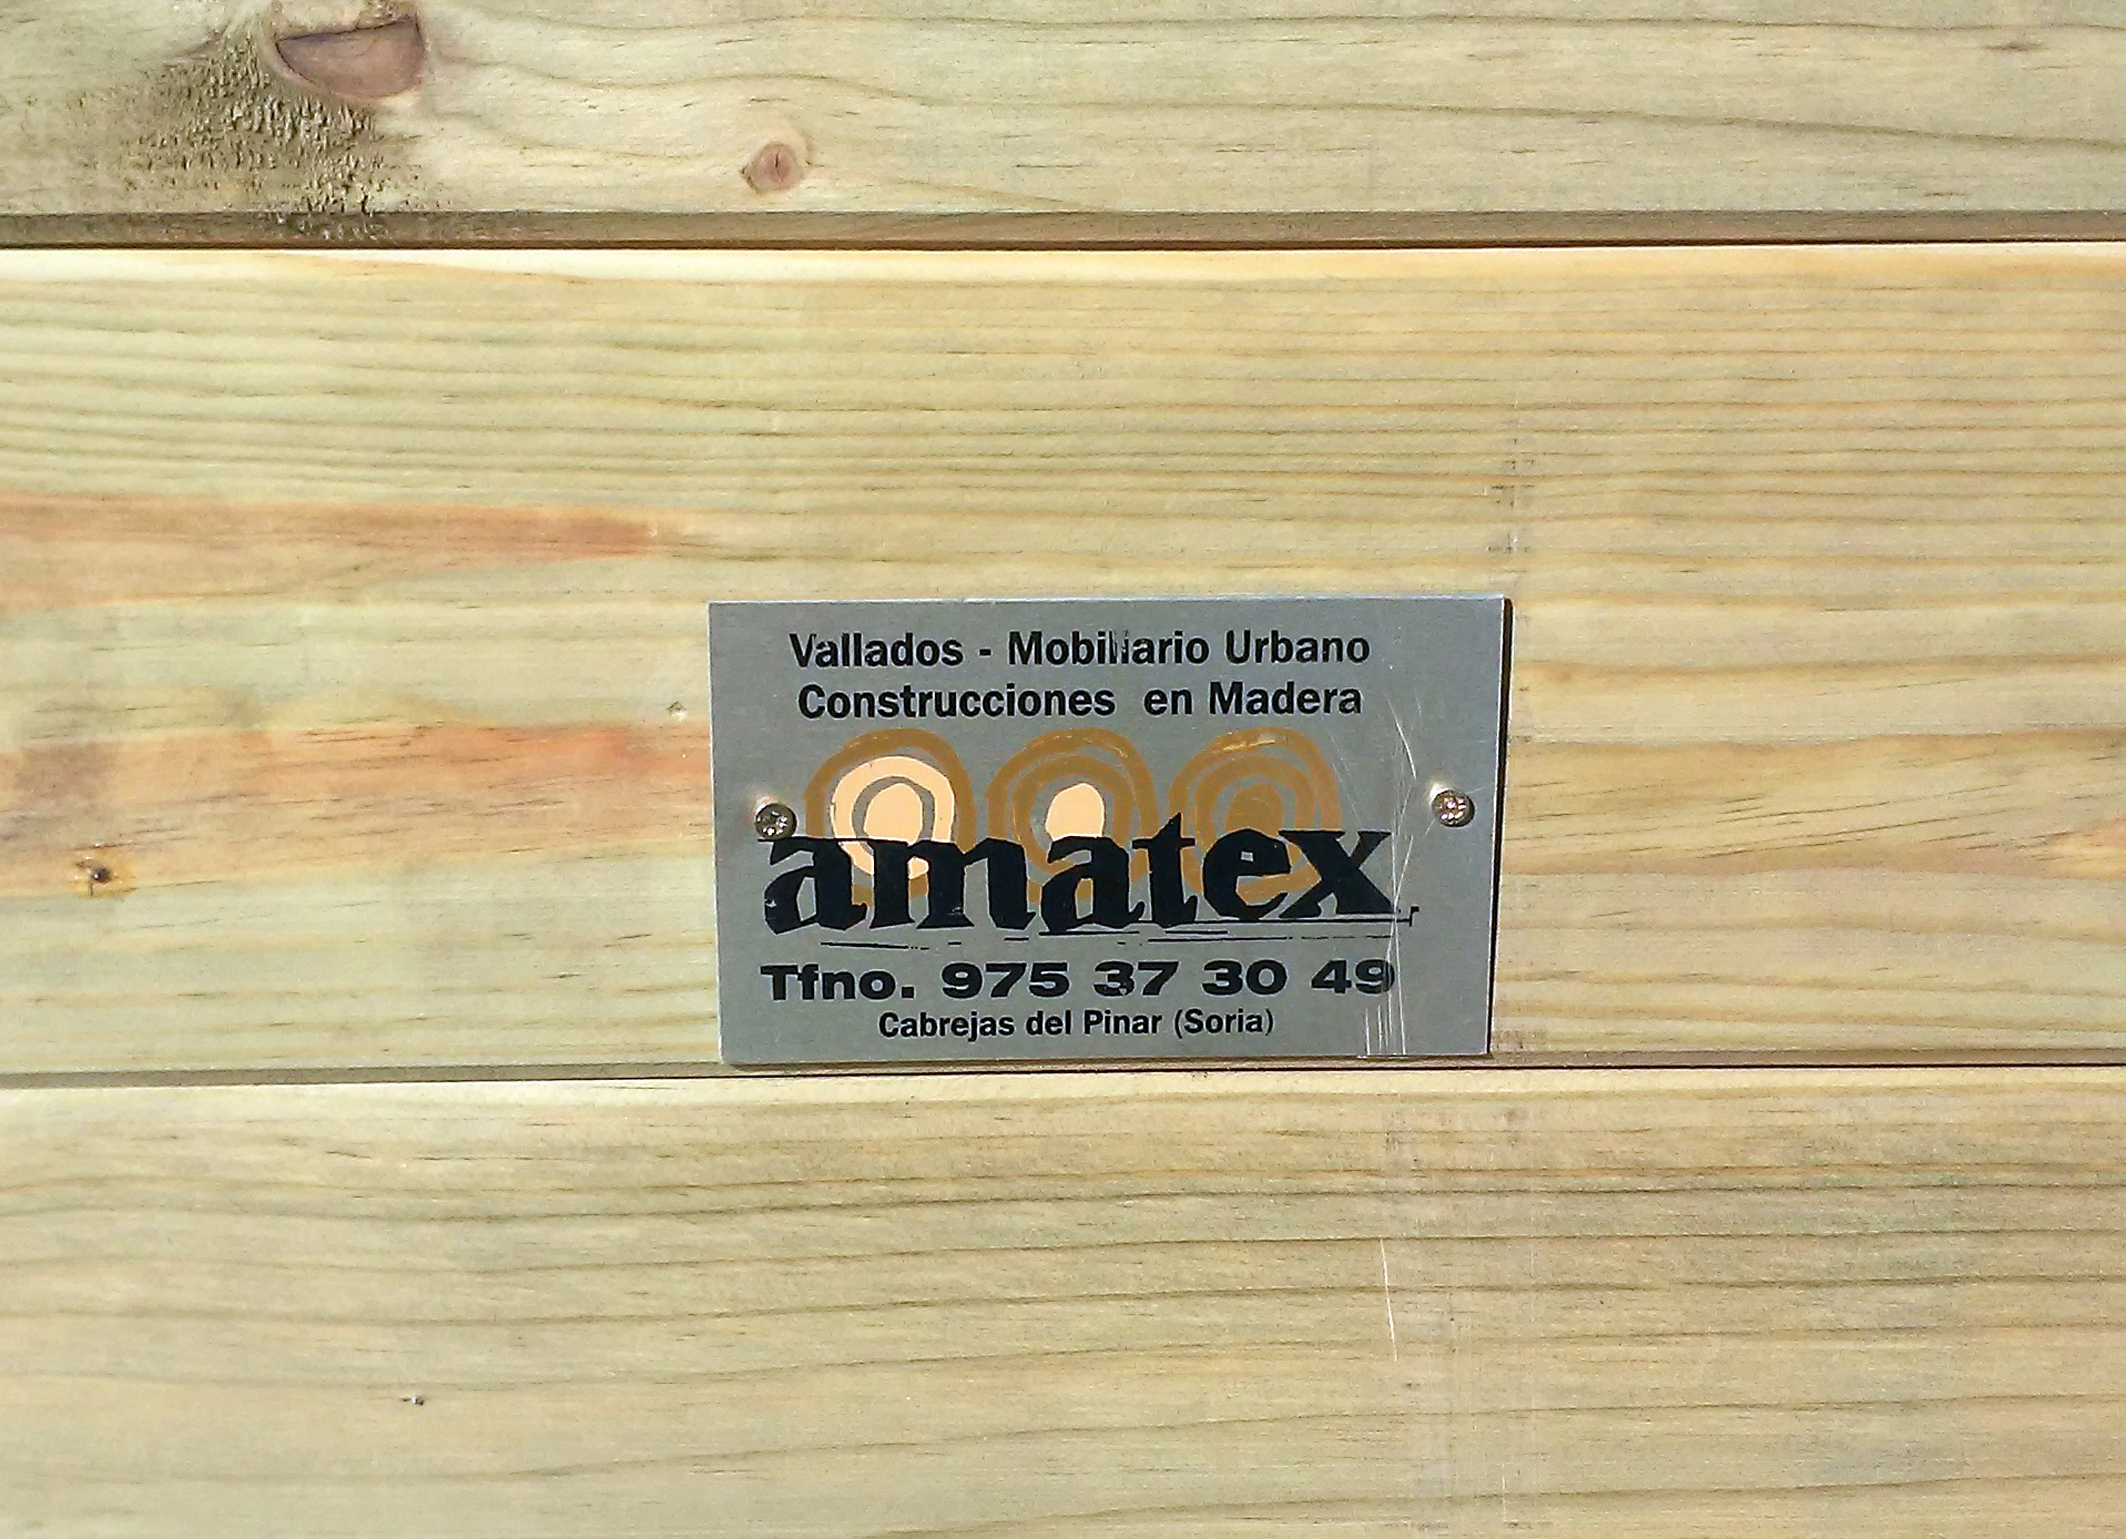 Vallados - Mobiliario Urbano
Construcciones en Madera
amatex
Tfno. 975 37 30 49
Cabrejas del Pinar (Soria)